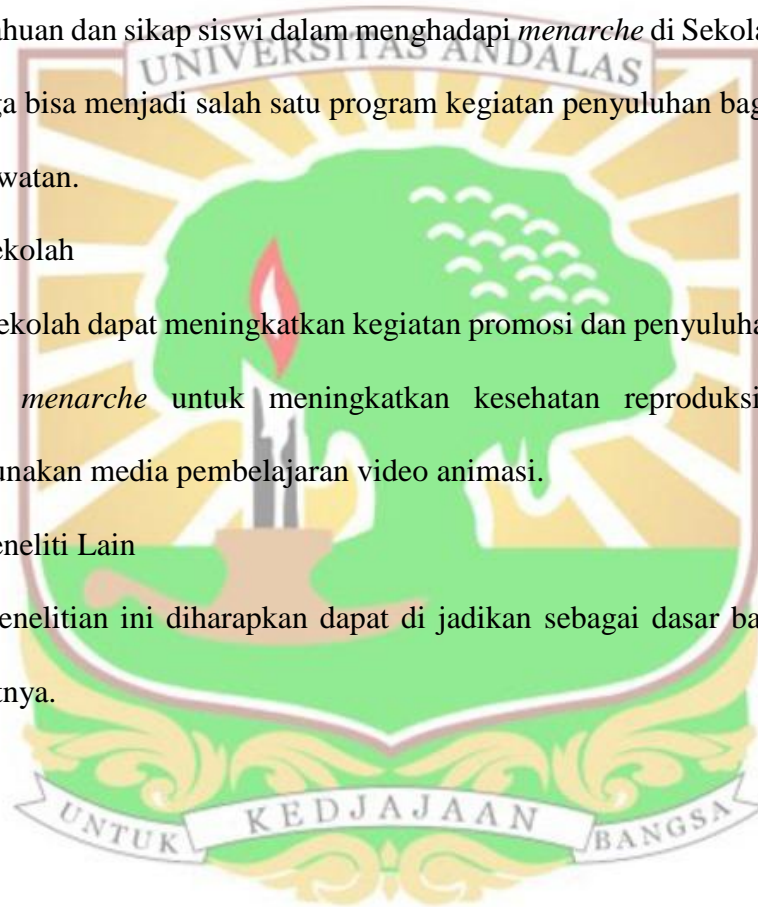 ahuan dan sikap siswi dalam menghadapi menarche di Sekola
UNIVERSITAS ANDALAS
ga bisa menjadi salah satu program kegiatan penyuluhan bag
watan.
ekolah
ekolah dapat meningkatkan kegiatan promosi dan penyuluha
menarche untuk meningkatkan kesehatan reproduksi
unakan media pembelajaran video animasi.
eneliti Lain
enelitian ini diharapkan dapat di jadikan sebagai dasar ba
tnya.
UNTUK KEDJAJAAN BANGSA